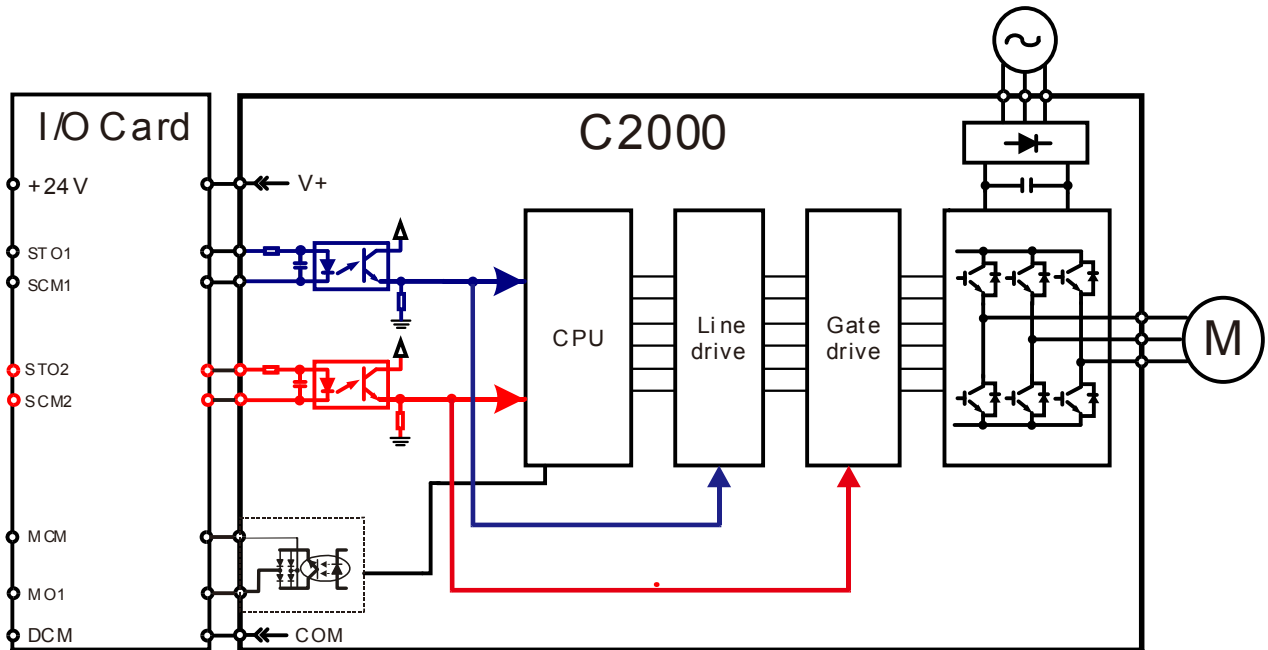 I/O Card
C2000
+24V
V+
STO1
SCM1
CPU
Line
drive
Gate
drive
M
STO2
SCM2
MCM
MO1
DCM
COM